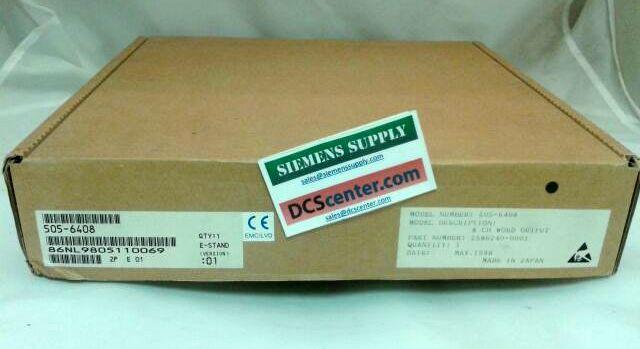 SIEMENS SUPPLY
sales@siemenssupply.com
DCScenter.com
sales@dcscenter.com
505-6408
QTY:1
E-STAND
B6NL9805110069
(VERSION)
:01
2P E 01
CE
EMC/LVD
MODEL NUMBER: 505-6408
MODEL DESCRIPTION:
8 CH WORD OUTPUT
PART NUMBER: 2586240-0001
QUANTITY: 1
DATE: MAY.1998
MADE IN JAPAN